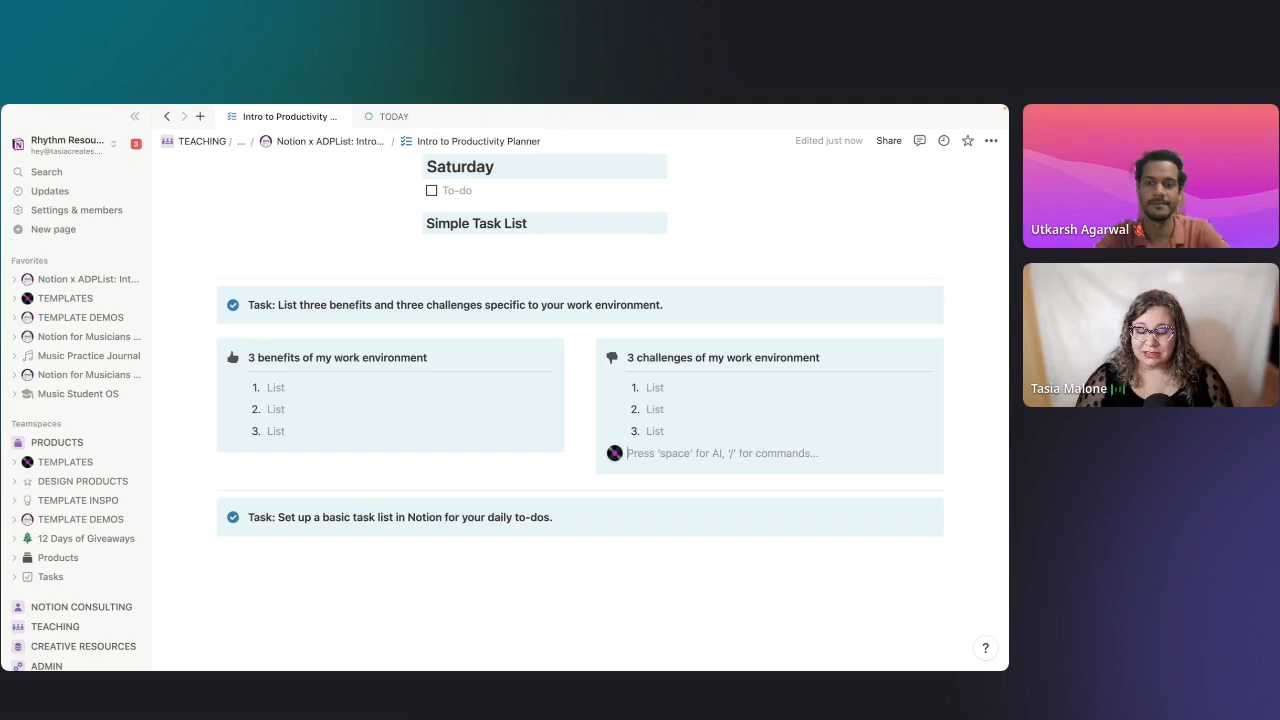 Intro to Productivity ...
TODAY
Rhythm Resou...
hey@tasiacreates....
3
TEACHING / ... / Notion x ADPList: Intro... / Intro to Productivity Planner
Edited just now
Share
Search
Updates
Settings & members
New page
Favorites
Notion x ADPList: Int...
TEMPLATES
TEMPLATE DEMOS
Notion for Musicians ...
Music Practice Journal
Notion for Musicians ...
Music Student OS
Teamspaces
PRODUCTS
TEMPLATES
DESIGN PRODUCTS
TEMPLATE INSPO
TEMPLATE DEMOS
12 Days of Giveaways
Products
Tasks
NOTION CONSULTING
TEACHING
CREATIVE RESOURCES
ADMIN
Saturday
To-do
Simple Task List
Task: List three benefits and three challenges specific to your work environment.
3 benefits of my work environment
1. List
2. List
3. List
3 challenges of my work environment
1. List
2. List
3. List
Press ‘space’ for AI, ‘/’ for commands...
Task: Set up a basic task list in Notion for your daily to-dos.
?
Utkarsh Agarwal
Tasia Malone